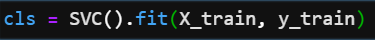 cls = SVC().fit(X_train, y_train)